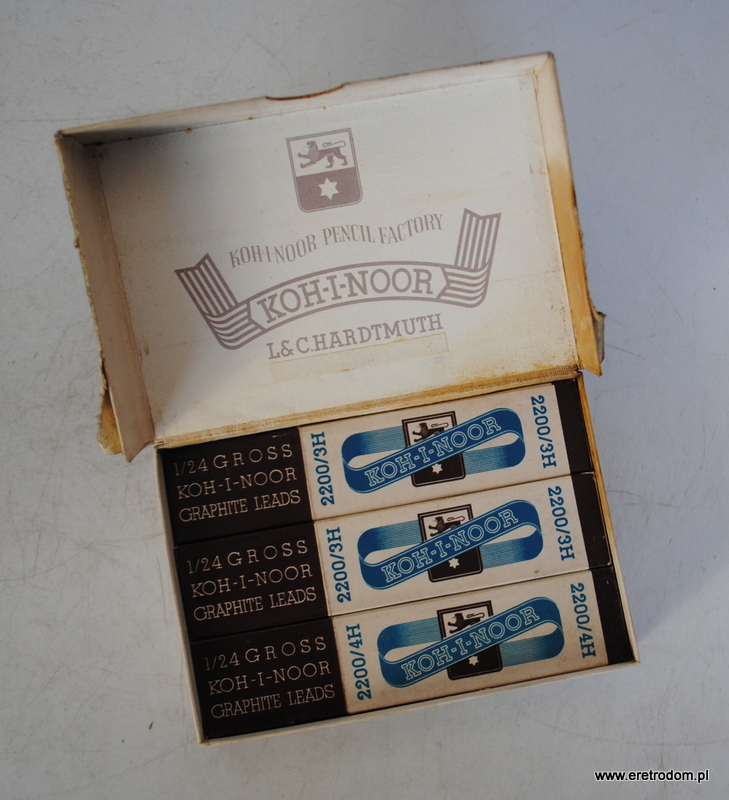 KOH-I-NOOR PENCIL FACTORY
KOH-I-NOOR
L&C.HARDTMUTH
1/24 GROSS
KOH-I-NOOR
GRAPHITE LEADS
2200/3H
KOH-I-NOOR
2200/3H
1/24 GROSS
KOH-I-NOOR
GRAPHITE LEADS
2200/3H
KOH-I-NOOR
2200/3H
1/24 GROSS
KOH-I-NOOR
GRAPHITE LEADS
2200/4H
KOH-I-NOOR
2200/4H
www.eretrodom.pl